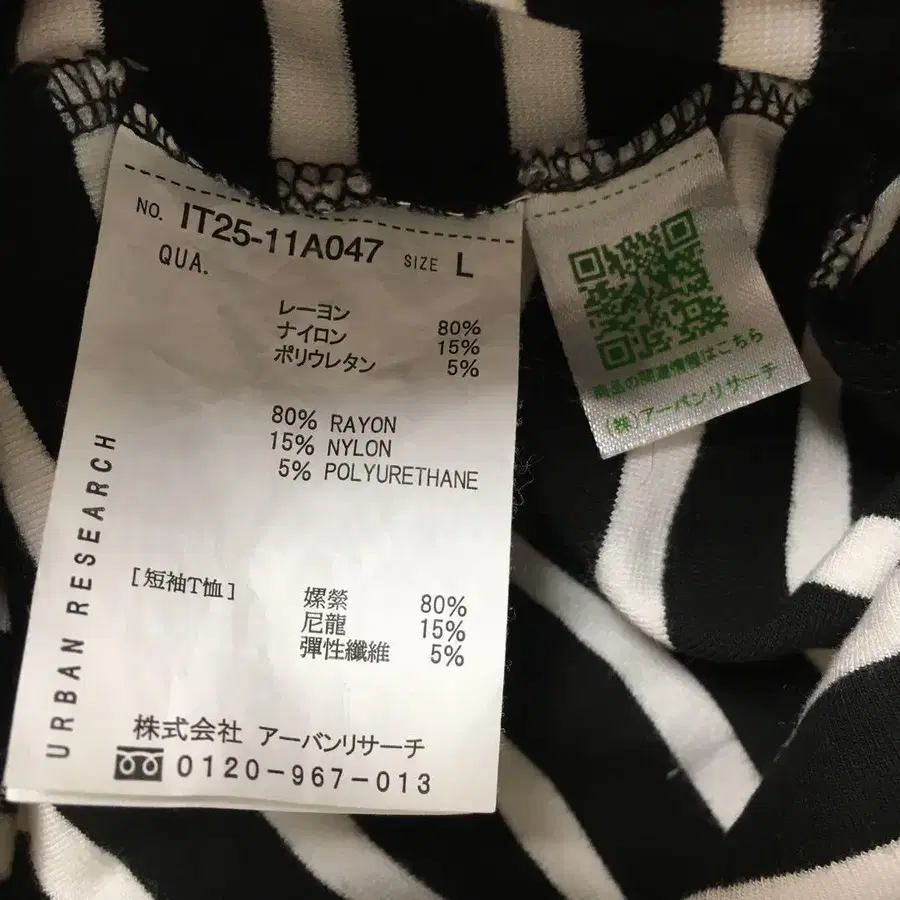 NO. IT25-11A047 SIZE L
QUA.
レーヨン 80%
ナイロン 15%
ポリウレタン 5%
80% RAYON
15% NYLON
5% POLYURETHANE
[短袖T恤]
嫘縈 80%
尼龍 15%
彈性纖維 5%
URBAN RESEARCH
株式会社 アーバンリサーチ
0120-967-013
商品の関連情報はこちら
(株)アーバンリサーチ